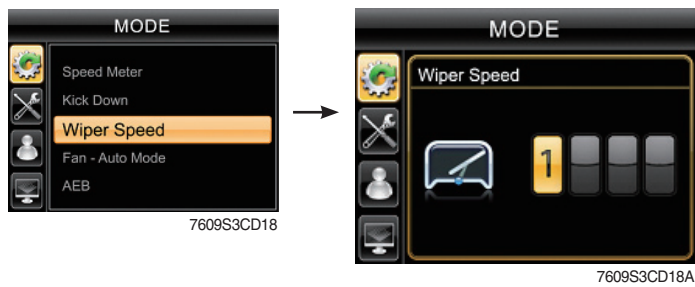 MODE
Speed Meter
Kick Down
Wiper Speed
Fan - Auto Mode
AEB
7609S3CD18
MODE
Wiper Speed
1
7609S3CD18A